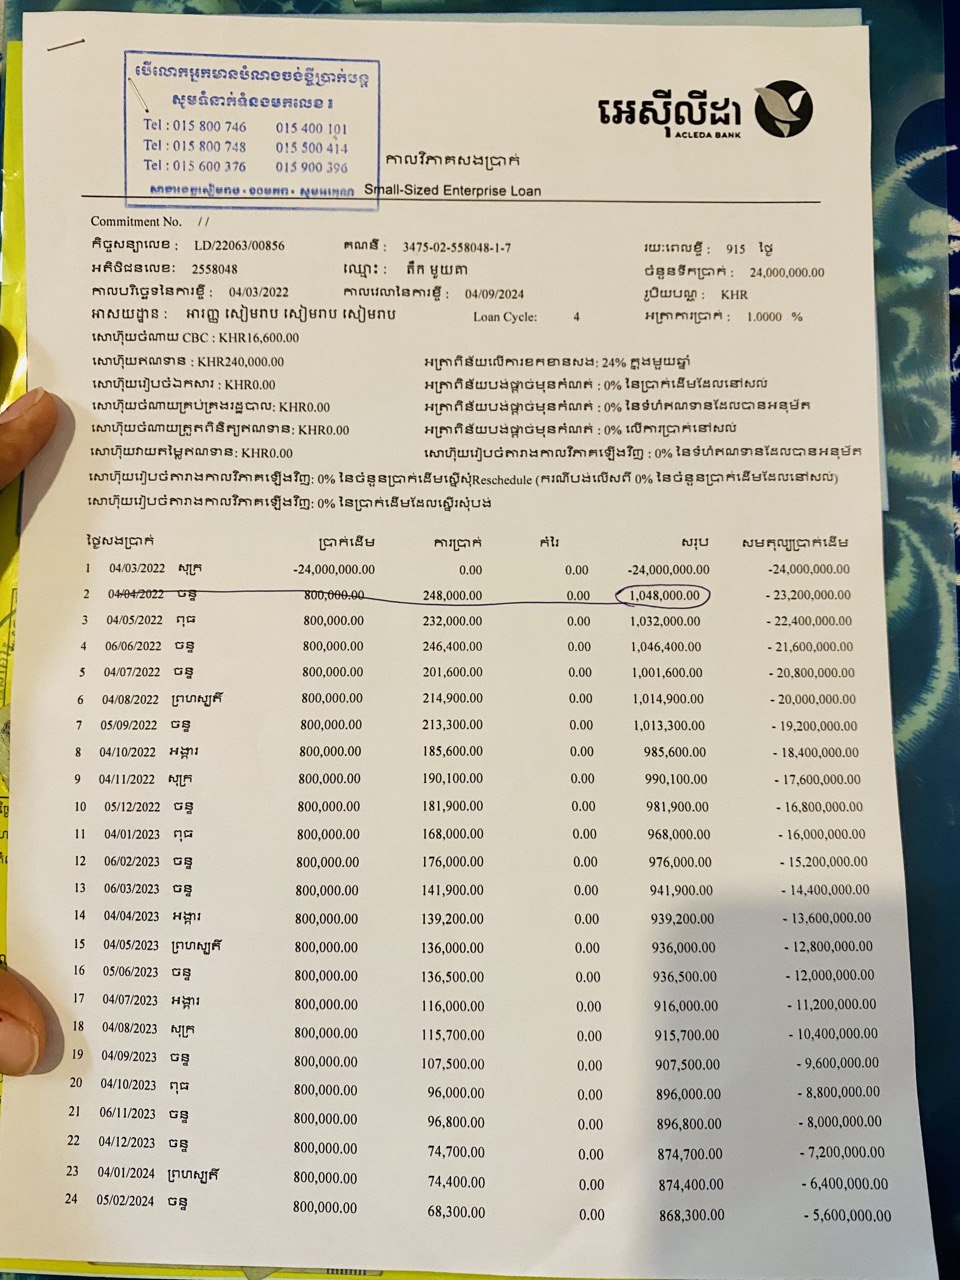 បើលោកអ្នកមានបំណងចង់ខ្ចីប្រាក់បន្ត
សូមទំនាក់ទំនងមកលេខ ៖
Tel : 015 800 746 015 400 101
Tel : 015 800 748 015 500 414
Tel : 015 600 376 015 900 396
អេស៊ីលីដា
ACLEDA BANK
កាលវិភាគសងប្រាក់
Small-Sized Enterprise Loan
Commitment No. / /
កិច្ចសន្យាលេខ : LD/22063/00856 គណនី : 3475-02-558048-1-7 រយៈពេលខ្ចី : 915 ថ្ងៃ
អតិថិជនលេខ: 2558048 ឈ្មោះ : តឹក មួយគា ចំនួនទឹកប្រាក់ : 24,000,000.00
កាលបរិច្ឆេទនៃការខ្ចី : 04/03/2022 កាលវេលានៃការខ្ចី : 04/09/2024 រូបិយបណ្ណ : KHR
អាសយដ្ឋាន : អារញ្ញ សៀមរាប សៀមរាប សៀមរាប Loan Cycle: 4 អត្រាការប្រាក់ : 1.0000 %
សោហ៊ុយចំណាយ CBC : KHR16,600.00
សោហ៊ុយឥណទាន : KHR240,000.00 អត្រាពិន័យលើការខកខានសង: 24% ក្នុងមួយឆ្នាំ
សោហ៊ុយរៀបចំឯកសារ : KHR0.00 អត្រាពិន័យបង់ផ្តាច់មុនកំណត់ : 0% នៃប្រាក់ដើមដែលនៅសល់
សោហ៊ុយចំណាយគ្រប់គ្រងរដ្ឋបាល: KHR0.00 អត្រាពិន័យបង់ផ្តាច់មុនកំណត់ : 0% នៃទំហំឥណទានដែលបានអនុម័ត
សោហ៊ុយចំណាយត្រួតពិនិត្យឥណទាន: KHR0.00 អត្រាពិន័យបង់ផ្តាច់មុនកំណត់ : 0% លើការប្រាក់នៅសល់
សោហ៊ុយវាយតម្លៃឥណទាន: KHR0.00 សោហ៊ុយរៀបចំតារាងកាលវិភាគឡើងវិញ : 0% នៃទំហំឥណទានដែលបានអនុម័ត
សោហ៊ុយរៀបចំតារាងកាលវិភាគឡើងវិញ: 0% នៃចំនួនប្រាក់ដើមស្នើសុំReschedule (ករណីបង់លើសពី 0% នៃចំនួនប្រាក់ដើមដែលនៅសល់)
សោហ៊ុយរៀបចំតារាងកាលវិភាគឡើងវិញ: 0% នៃប្រាក់ដើមដែលស្នើរសុំបង់
ថ្ងៃសងប្រាក់ ប្រាក់ដើម ការប្រាក់ កំរៃ សរុប សមតុល្យប្រាក់ដើម
1 04/03/2022 សុក្រ -24,000,000.00 0.00 0.00 -24,000,000.00 -24,000,000.00
2 04/04/2022 ចន្ទ 800,000.00 248,000.00 0.00 1,048,000.00 - 23,200,000.00
3 04/05/2022 ពុធ 800,000.00 232,000.00 0.00 1,032,000.00 - 22,400,000.00
4 06/06/2022 ចន្ទ 800,000.00 246,400.00 0.00 1,046,400.00 - 21,600,000.00
5 04/07/2022 ចន្ទ 800,000.00 201,600.00 0.00 1,001,600.00 - 20,800,000.00
6 04/08/2022 ព្រហស្បតិ៍ 800,000.00 214,900.00 0.00 1,014,900.00 - 20,000,000.00
7 05/09/2022 ចន្ទ 800,000.00 213,300.00 0.00 1,013,300.00 - 19,200,000.00
8 04/10/2022 អង្គារ 800,000.00 185,600.00 0.00 985,600.00 - 18,400,000.00
9 04/11/2022 សុក្រ 800,000.00 190,100.00 0.00 990,100.00 - 17,600,000.00
10 05/12/2022 ចន្ទ 800,000.00 181,900.00 0.00 981,900.00 - 16,800,000.00
11 04/01/2023 ពុធ 800,000.00 168,000.00 0.00 968,000.00 - 16,000,000.00
12 06/02/2023 ចន្ទ 800,000.00 176,000.00 0.00 976,000.00 - 15,200,000.00
13 06/03/2023 ចន្ទ 800,000.00 141,900.00 0.00 941,900.00 - 14,400,000.00
14 04/04/2023 អង្គារ 800,000.00 139,200.00 0.00 939,200.00 - 13,600,000.00
15 04/05/2023 ព្រហស្បតិ៍ 800,000.00 136,000.00 0.00 936,000.00 - 12,800,000.00
16 05/06/2023 ចន្ទ 800,000.00 136,500.00 0.00 936,500.00 - 12,000,000.00
17 04/07/2023 អង្គារ 800,000.00 116,000.00 0.00 916,000.00 - 11,200,000.00
18 04/08/2023 សុក្រ 800,000.00 115,700.00 0.00 915,700.00 - 10,400,000.00
19 04/09/2023 ចន្ទ 800,000.00 107,500.00 0.00 907,500.00 - 9,600,000.00
20 04/10/2023 ពុធ 800,000.00 96,000.00 0.00 896,000.00 - 8,800,000.00
21 06/11/2023 ចន្ទ 800,000.00 96,800.00 0.00 896,800.00 - 8,000,000.00
22 04/12/2023 ចន្ទ 800,000.00 74,700.00 0.00 874,700.00 - 7,200,000.00
23 04/01/2024 ព្រហស្បតិ៍ 800,000.00 74,400.00 0.00 874,400.00 - 6,400,000.00
24 05/02/2024 ចន្ទ 800,000.00 68,300.00 0.00 868,300.00 - 5,600,000.00